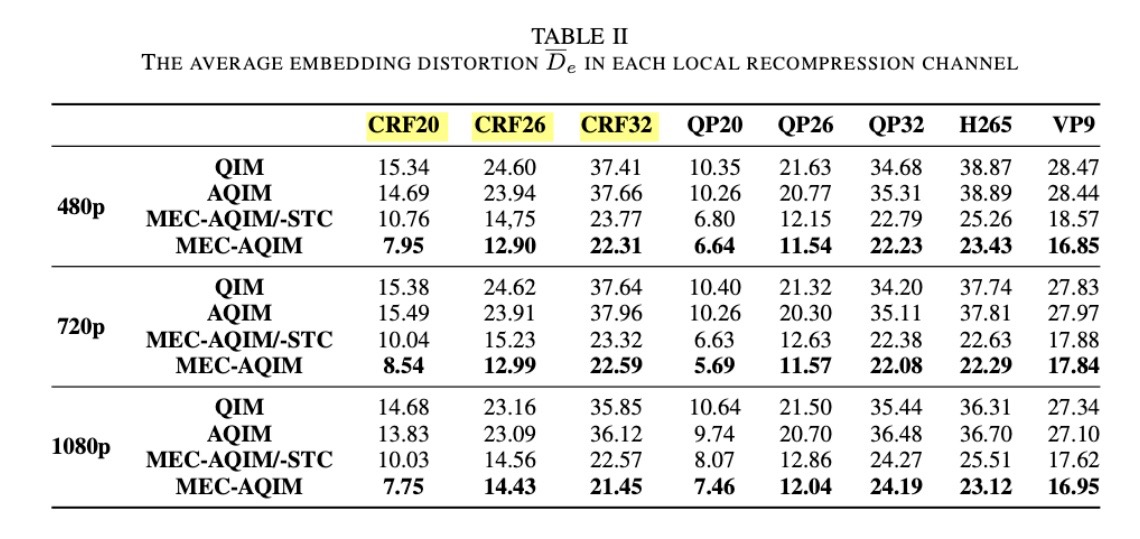 TABLE II
THE AVERAGE EMBEDDING DISTORTION D̅e IN EACH LOCAL RECOMPRESSION CHANNEL
CRF20 CRF26 CRF32 QP20 QP26 QP32 H265 VP9
480p
QIM 15.34 24.60 37.41 10.35 21.63 34.68 38.87 28.47
AQIM 14.69 23.94 37.66 10.26 20.77 35.31 38.89 28.44
MEC-AQIM/-STC 10.76 14,75 23.77 6.80 12.15 22.79 25.26 18.57
MEC-AQIM 7.95 12.90 22.31 6.64 11.54 22.23 23.43 16.85
720p
QIM 15.38 24.62 37.64 10.40 21.32 34.20 37.74 27.83
AQIM 15.49 23.91 37.96 10.26 20.30 35.11 37.81 27.97
MEC-AQIM/-STC 10.04 15.23 23.32 6.63 12.63 22.38 22.63 17.88
MEC-AQIM 8.54 12.99 22.59 5.69 11.57 22.08 22.29 17.84
1080p
QIM 14.68 23.16 35.85 10.64 21.50 35.44 36.31 27.34
AQIM 13.83 23.09 36.12 9.74 20.70 36.48 36.70 27.10
MEC-AQIM/-STC 10.03 14.56 22.57 8.07 12.86 24.27 25.51 17.62
MEC-AQIM 7.75 14.43 21.45 7.46 12.04 24.19 23.12 16.95